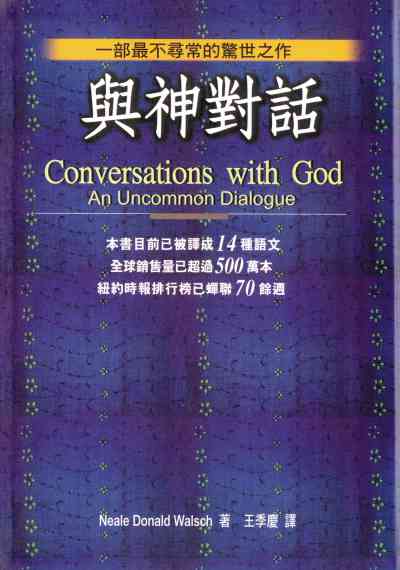 一部最不尋常的驚世之作
與神對話
Conversations with God
An Uncommon Dialogue
本書目前已被譯成14種語文
全球銷售量已超過500萬本
紐約時報排行榜已蟬聯70餘週
Neale Donald Walsch 著 王季慶 譯